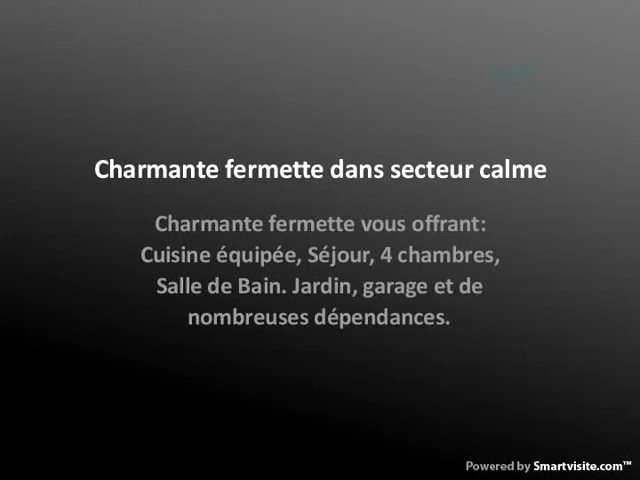 Charmante fermette dans secteur calme
Charmante fermette vous offrant:
Cuisine équipée, Séjour, 4 chambres,
Salle de Bain. Jardin, garage et de
nombreuses dépendances.
Powered by Smartvisite.com™